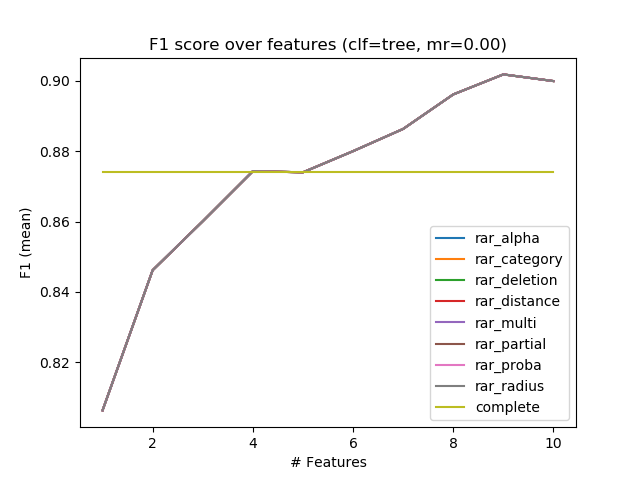 F1 score over features (clf=tree, mr=0.00)
0.90
0.88
0.86
0.84
0.82
F1 (mean)
rar_alpha
rar_category
rar_deletion
rar_distance
rar_multi
rar_partial
rar_proba
rar_radius
complete
2 4 6 8 10
# Features